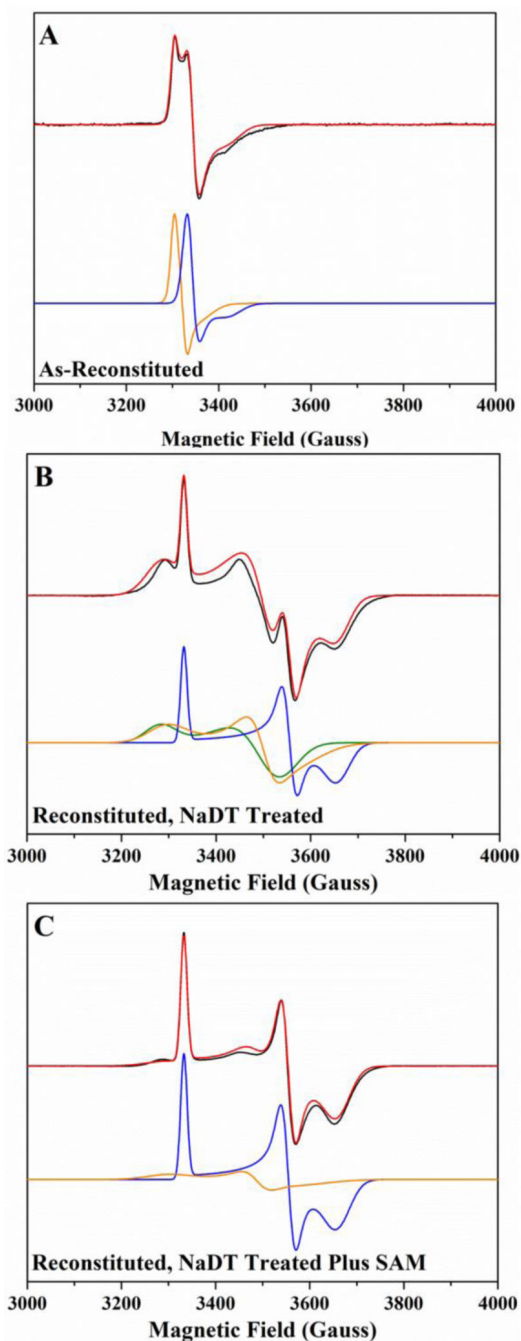 A
As-Reconstituted
3000 3200 3400 3600 3800 4000
Magnetic Field (Gauss)
B
Reconstituted, NaDT Treated
3000 3200 3400 3600 3800 4000
Magnetic Field (Gauss)
C
Reconstituted, NaDT Treated Plus SAM
3000 3200 3400 3600 3800 4000
Magnetic Field (Gauss)